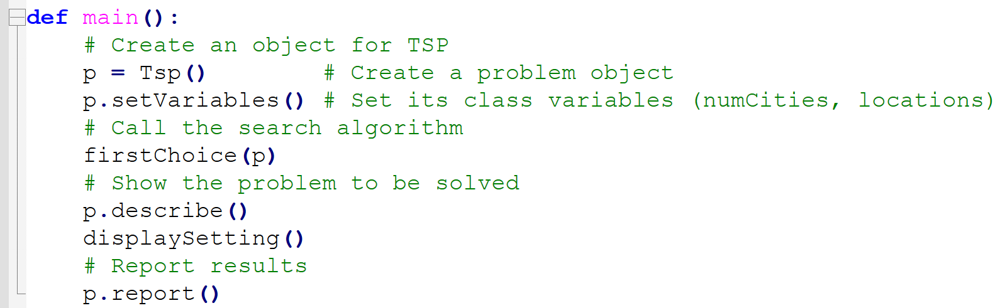 def main():
    # Create an object for TSP
    p = Tsp()        # Create a problem object
    p.setVariables() # Set its class variables (numCities, locations)
    # Call the search algorithm
    firstChoice(p)
    # Show the problem to be solved
    p.describe()
    displaySetting()
    # Report results
    p.report()